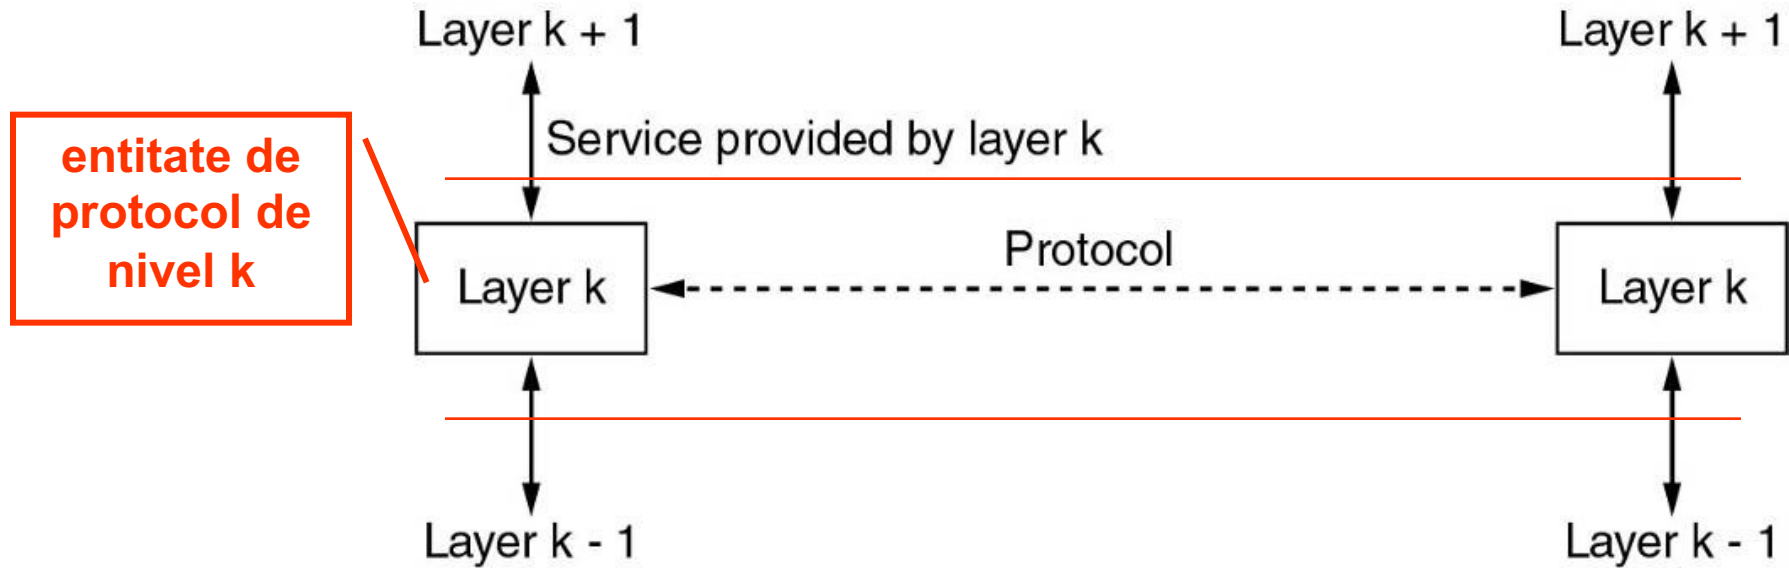 Layer k + 1
Layer k + 1
entitate de
protocol de
nivel k
Service provided by layer k
Protocol
Layer k
Layer k
Layer k - 1
Layer k - 1